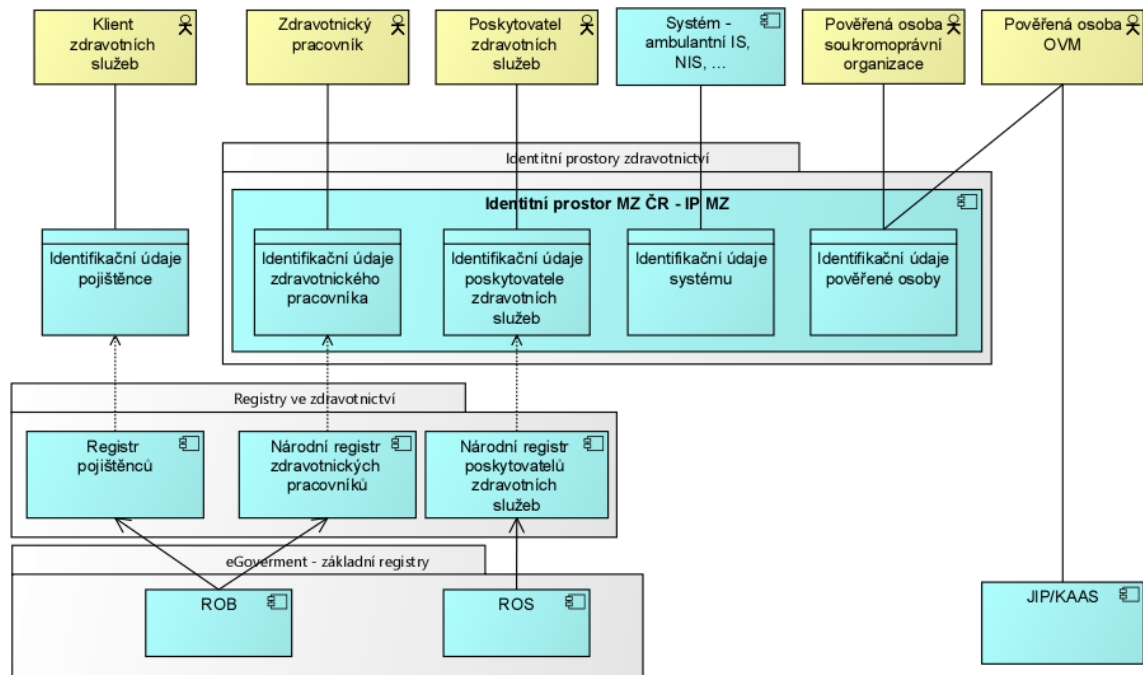 Klient
zdravotních
služeb
Zdravotnický
pracovník
Poskytovatel
zdravotních
služeb
Systém -
ambulantní IS,
NIS, ...
Pověřená osoba
soukromoprávní
organizace
Pověřená osoba
OVM
Identitní prostory zdravotnictví
Identitní prostor MZ ČR - IP MZ
Identifikační údaje
pojištěnce
Identifikační údaje
zdravotnického
pracovníka
Identifikační údaje
poskytovatele
zdravotních
služeb
Identifikační údaje
systému
Identifikační údaje
pověřené osoby
Registry ve zdravotnictví
Registr
pojištěnců
Národní registr
zdravotnických
pracovníků
Národní registr
poskytovatelů
zdravotních
služeb
eGoverment - základní registry
ROB
ROS
JIP/KAAS